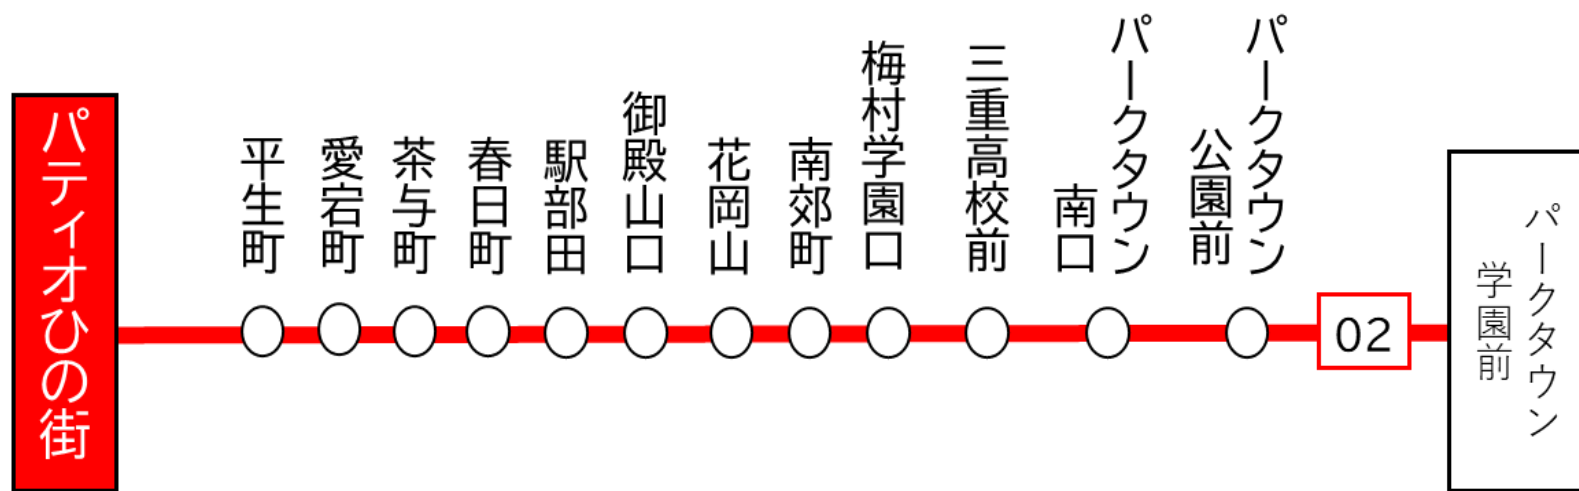 パティオひの街
平生町
愛宕町
茶与町
春日町
駅部田
御殿山口
花岡山
南郊町
梅村学園口
三重高校前
パークタウン
南口
パークタウン
公園前
02
パークタウン
学園前